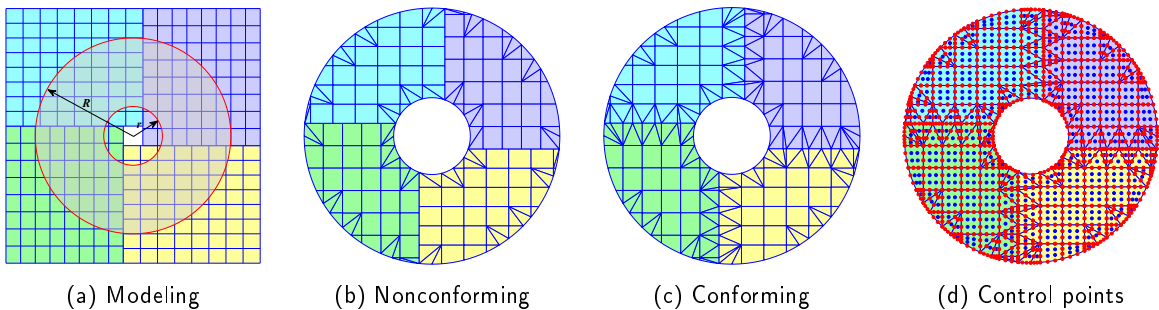 R
r
(a) Modeling
(b) Nonconforming
(c) Conforming
(d) Control points